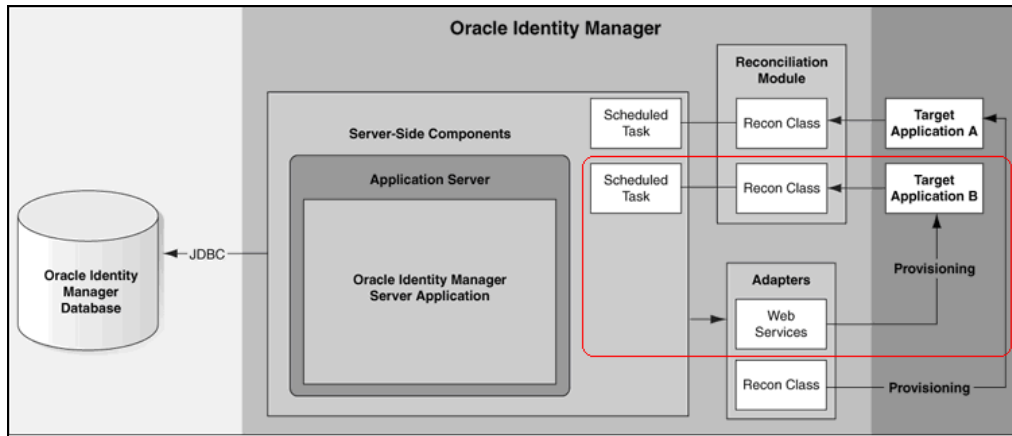 Oracle Identity Manager
Reconciliation
Module
Scheduled
Task
Recon Class
Target
Application A
Server-Side Components
Application Server
Scheduled
Task
Recon Class
Target
Application B
JDBC
Oracle Identity
Manager
Database
Oracle Identity Manager
Server Application
Provisioning
Adapters
Web
Services
Recon Class
Provisioning